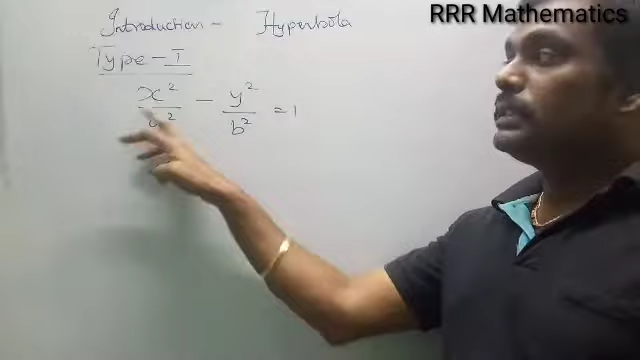 RRR Mathematics
Introduction - Hyperbola
Type - I
x²/a² - y²/b² = 1